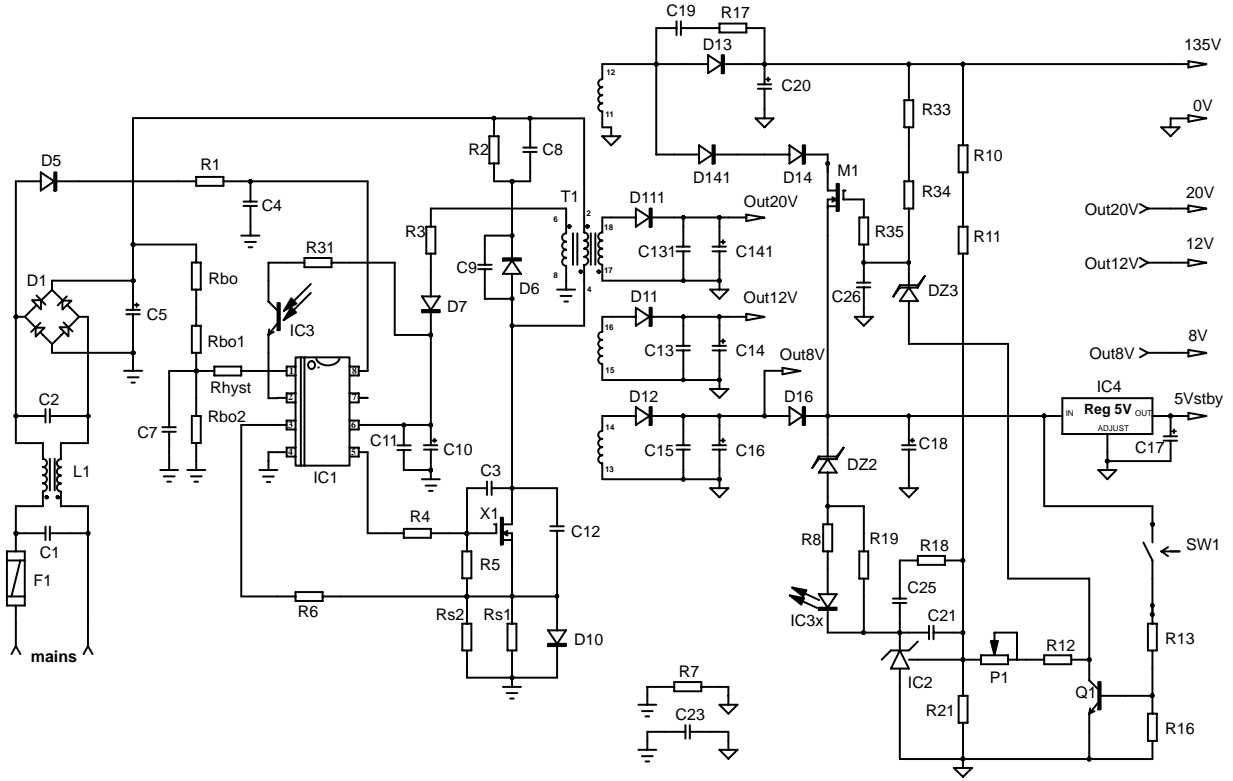 C19
R17
D13
12
11
C20
135V
0V
R33
R10
R34
R11
D141
D14
M1
R35
C26
DZ3
Out20V
20V
Out12V
12V
Out8V
8V
5Vstby
IC4
Reg 5V
IN
OUT
ADJUST
C17
D5
R1
C4
R2
C8
T1
6
2
8
4
18
17
D111
Out20V
C131
C141
R3
R31
C9
D6
D7
Rbo
D1
C5
IC3
Rbo1
Rhyst
1
2
3
4
8
7
6
5
IC1
D11
Out12V
16
15
C13
C14
Out8V
D12
D16
14
13
C15
C16
C18
C2
C7
Rbo2
C11
C10
L1
DZ2
C3
X1
R4
C12
R5
C1
F1
R6
Rs2
Rs1
D10
mains
R8
R19
R18
C25
IC3x
C21
SW1
R13
IC2
P1
R12
Q1
R21
R16
R7
C23